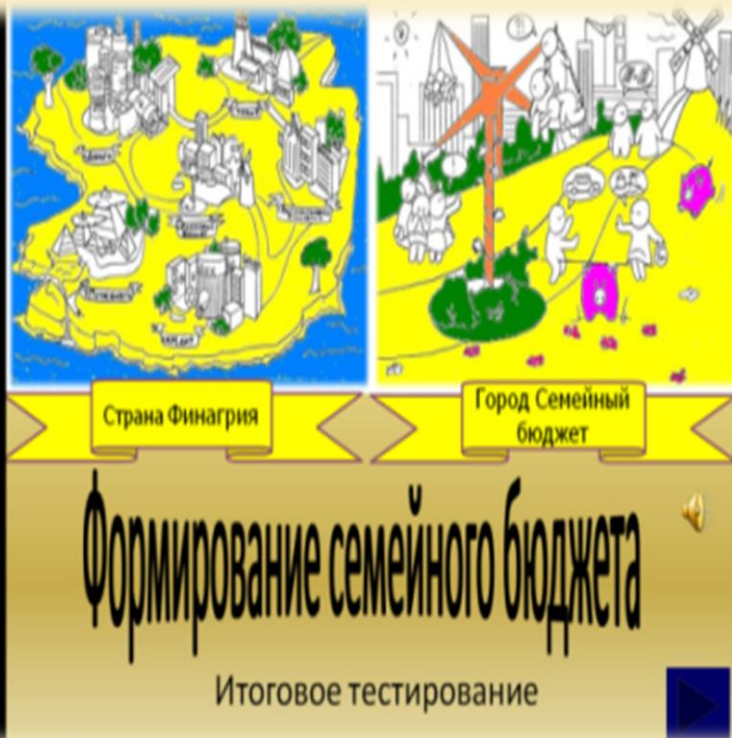 Страна Финагрия
Город Семейный
бюджет
Формирование семейного бюджета
Итоговое тестирование